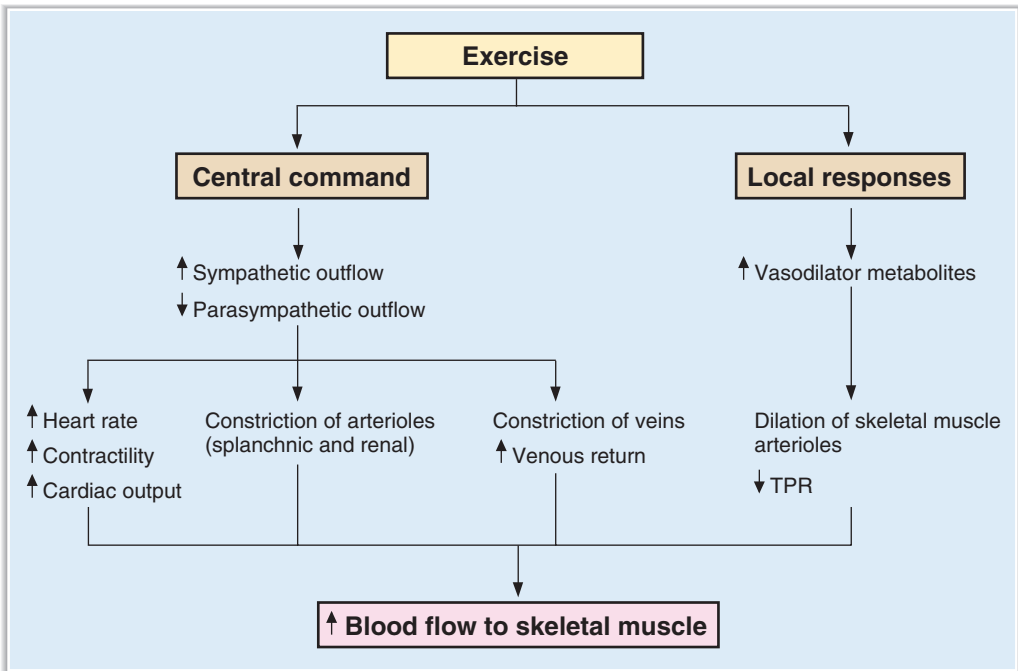 Exercise
Central command
Local responses
↑ Sympathetic outflow
↓ Parasympathetic outflow
↑ Vasodilator metabolites
↑ Heart rate
↑ Contractility
↑ Cardiac output
Constriction of arterioles
(splanchnic and renal)
Constriction of veins
↑ Venous return
Dilation of skeletal muscle
arterioles
↓ TPR
↑ Blood flow to skeletal muscle